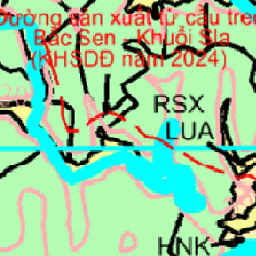 Đường sản xuất từ cầu treo
Bắc Sen - Khuổi Sla
(KHSDĐ năm 2024)
RSX
LUA
HNK